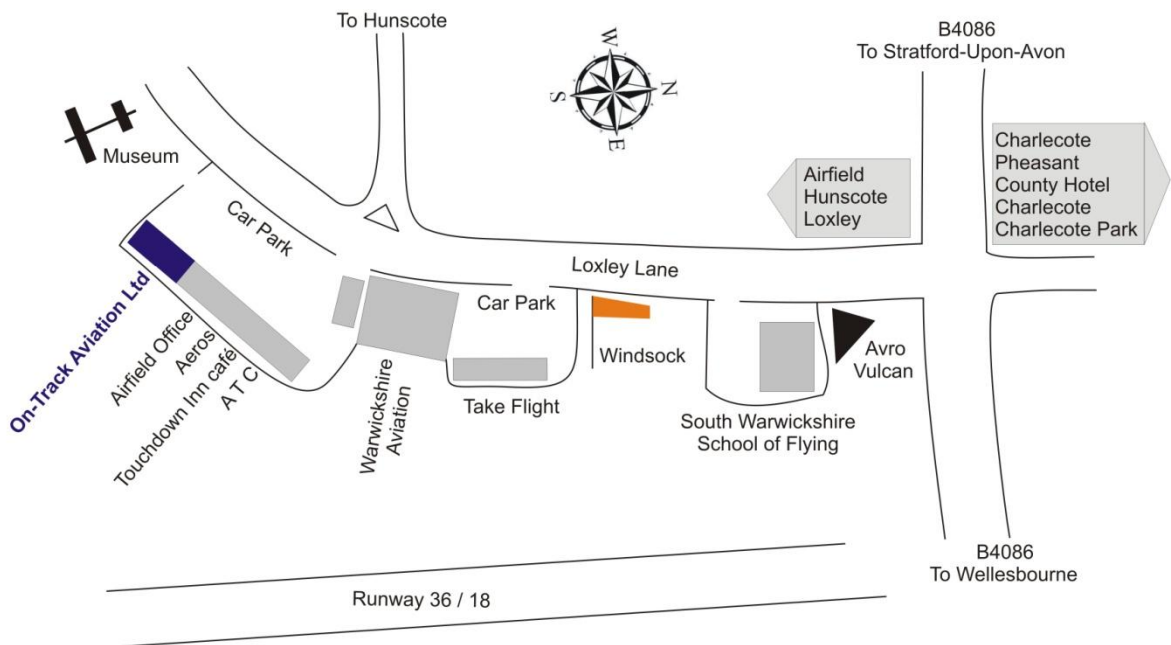 To Hunscote
B4086
To Stratford-Upon-Avon
W
N
S
E
Museum
Airfield
Hunscote
Loxley
Charlecote
Pheasant
County Hotel
Charlecote
Charlecote Park
Car Park
Loxley Lane
On-Track Aviation Ltd
Airfield Office
Aeros
Touchdown Inn café
A T C
Warwickshire
Aviation
Car Park
Take Flight
Windsock
South Warwickshire
School of Flying
Avro
Vulcan
B4086
To Wellesbourne
Runway 36 / 18